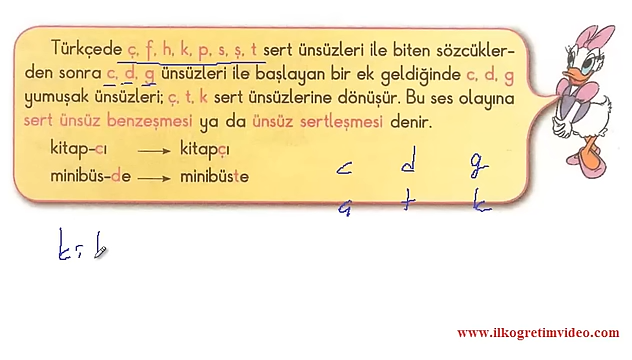 Türkçede ç, f, h, k, p, s, ş, t sert ünsüzleri ile biten sözcükler-
den sonra c, d, g ünsüzleri ile başlayan bir ek geldiğinde c, d, g
yumuşak ünsüzleri; ç, t, k sert ünsüzlerine dönüşür. Bu ses olayına
sert ünsüz benzeşmesi ya da ünsüz sertleşmesi denir.
kitap-cı → kitapçı
minibüs-de → minibüste
c d g
t k
www.ilkogretimvideo.com